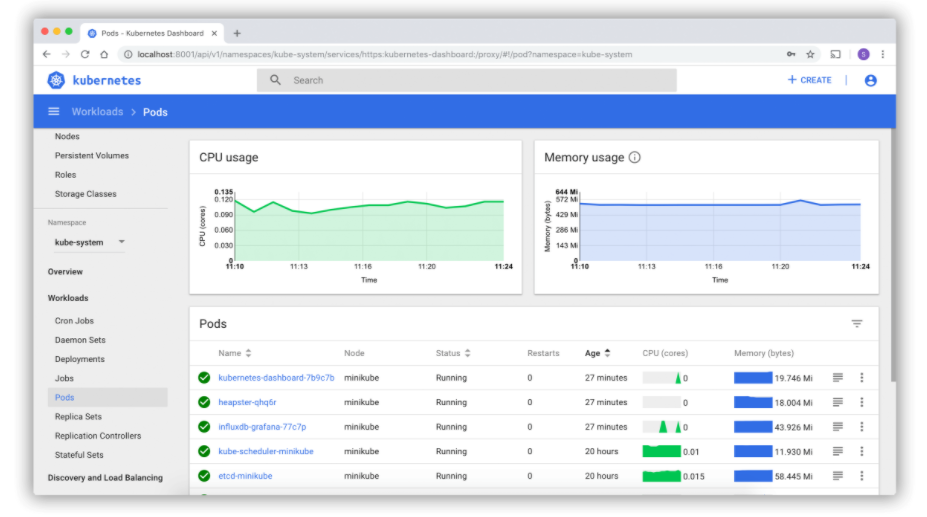 Pods - Kubernetes Dashboard
localhost:8001/api/v1/namespaces/kube-system/services/https:kubernetes-dashboard:/proxy/#!/pod?namespace=kube-system
S
kubernetes
Search
+ CREATE
Workloads > Pods
Nodes
Persistent Volumes
Roles
Storage Classes
Namespace
kube-system
Overview
Workloads
Cron Jobs
Daemon Sets
Deployments
Jobs
Pods
Replica Sets
Replication Controllers
Stateful Sets
Discovery and Load Balancing
CPU usage
CPU (cores)
0.135
0.120
0.090
0.060
0.030
0
11:10 11:13 11:16 11:20 11:24
Time
Memory usage
Memory (bytes)
644 Mi
572 Mi
429 Mi
286 Mi
143 Mi
0
11:10 11:13 11:16 11:20 11:24
Time
Pods
Name Node Status Restarts Age CPU (cores) Memory (bytes)
kubernetes-dashboard-7b9c7b minikube Running 0 27 minutes 0 19.746 Mi
heapster-qhq6r minikube Running 0 27 minutes 0 18.004 Mi
influxdb-grafana-77c7p minikube Running 0 27 minutes 0 43.926 Mi
kube-scheduler-minikube minikube Running 0 20 hours 0.01 11.930 Mi
etcd-minikube minikube Running 0 20 hours 0.015 58.445 Mi